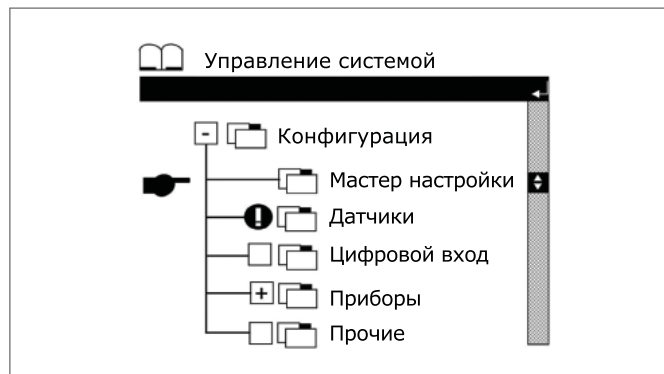 Управление системой
- Конфигурация
Мастер настройки
! Датчики
Цифровой вход
+ Приборы
Прочие